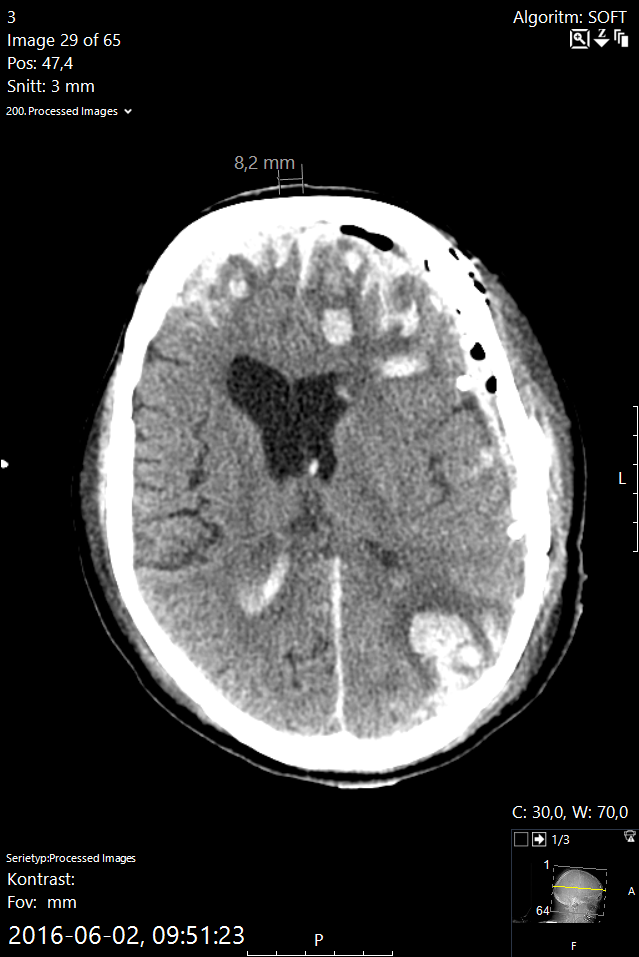 3
Image 29 of 65
Pos: 47,4
Snitt: 3 mm
200. Processed Images
Algoritm: SOFT
Z
8,2 mm
L
C: 30,0, W: 70,0
1/3
1
A
64
F
Serietyp:Processed Images
Kontrast:
Fov: mm
2016-06-02, 09:51:23
P